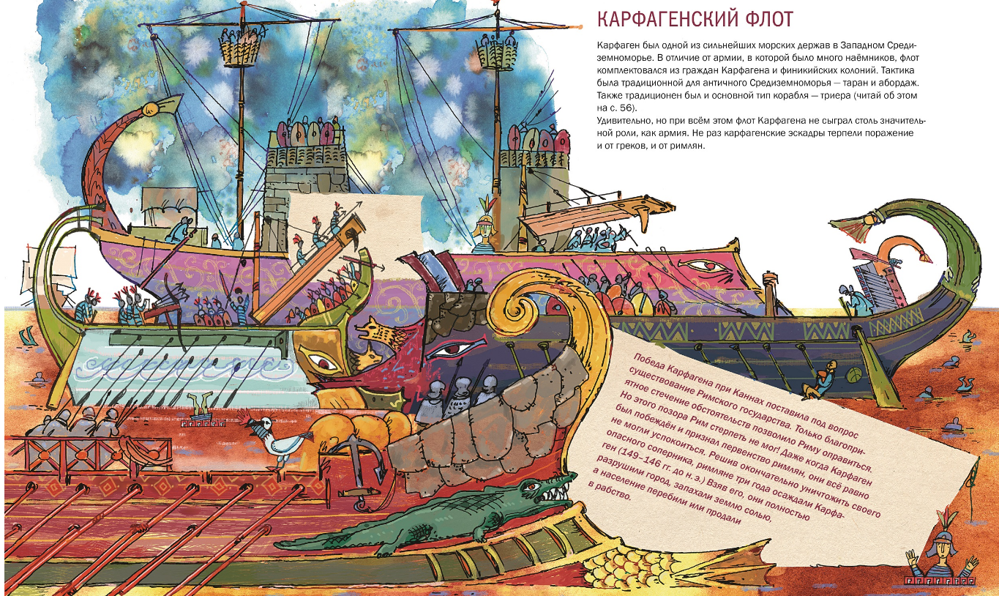 КАРФАГЕНСКИЙ ФЛОТ
Карфаген был одной из сильнейших морских держав в Западном Среди-
земноморье. В отличие от армии, в которой было много наёмников, флот
комплектовался из граждан Карфагена и финикийских колоний. Тактика
была традиционной для античного Средиземноморья — таран и абордаж.
Также традиционен был и основной тип корабля — триера (читай об этом
на с. 56).
Удивительно, но при всём этом флот Карфагена не сыграл столь значитель-
ной роли, как армия. Не раз карфагенские эскадры терпели поражение
и от греков, и от римлян.
Победа Карфагена при Каннах поставила под вопрос
существование Римского государства. Только благопри-
ятное стечение обстоятельств позволило Риму оправиться.
Но этого позора Рим стерпеть не мог! Даже когда Карфаген
был побеждён и признал первенство римлян, они всё равно
не могли успокоиться. Решив окончательно уничтожить своего
опасного соперника, римляне три года осаждали Карфа-
ген (149–146 гг. до н. э.) Взяв его, они полностью
разрушили город, запахали землю солью,
а население перебили или продали
в рабство.